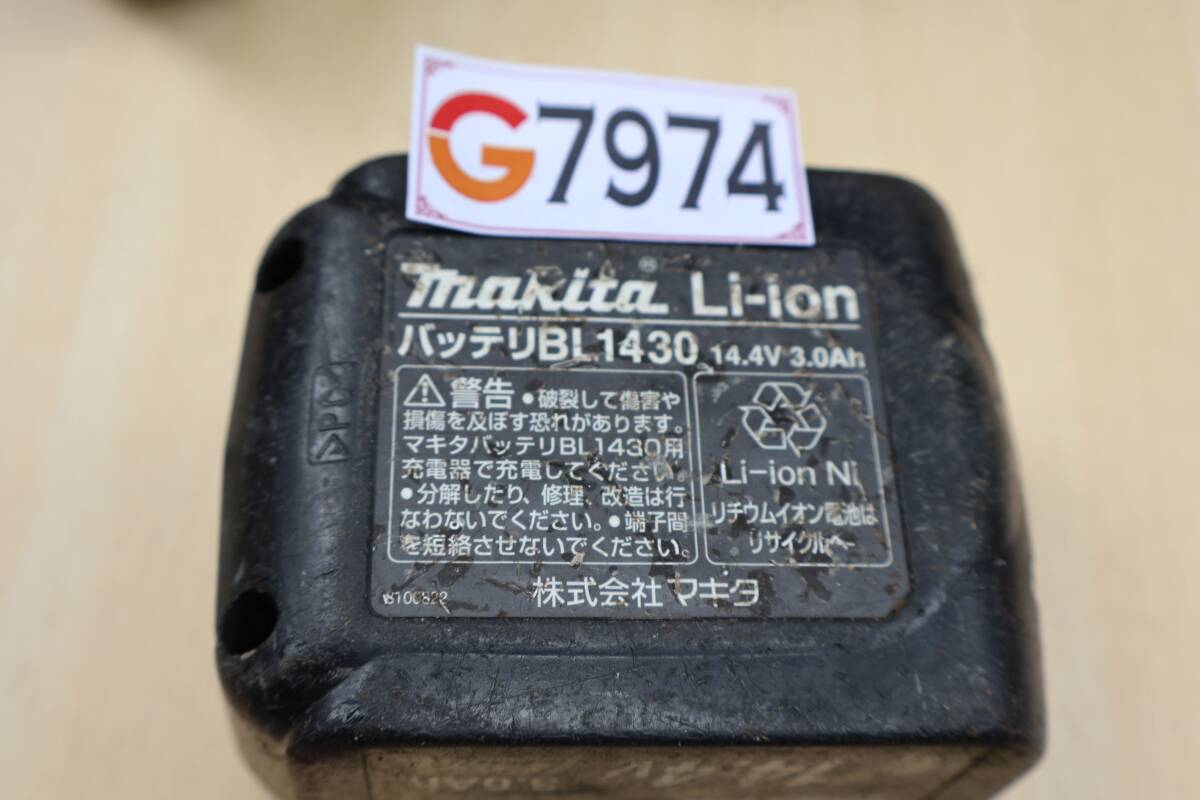 G7974
makita® Li-ion
バッテリBL1430 14.4V 3.0Ah
⚠警告 ●破裂して傷害や
損傷を及ぼす恐れがあります。
マキタバッテリBL1430用
充電器で充電してください。
●分解したり、修理、改造は行
なわないでください。●端子間
を短絡させないでください。
Li-ion Ni
リチウムイオン電池は
リサイクルへ
株式会社マキタ
>PC
3.0Ah 14.4V